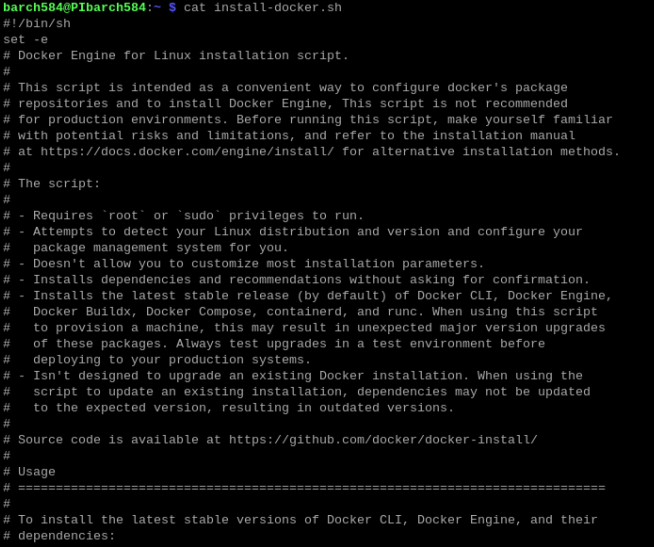 barch584@PIbarch584:~ $ cat install-docker.sh
#!/bin/sh
set -e
# Docker Engine for Linux installation script.
#
# This script is intended as a convenient way to configure docker's package
# repositories and to install Docker Engine, This script is not recommended
# for production environments. Before running this script, make yourself familiar
# with potential risks and limitations, and refer to the installation manual
# at https://docs.docker.com/engine/install/ for alternative installation methods.
#
# The script:
#
# - Requires `root` or `sudo` privileges to run.
# - Attempts to detect your Linux distribution and version and configure your
#   package management system for you.
# - Doesn't allow you to customize most installation parameters.
# - Installs dependencies and recommendations without asking for confirmation.
# - Installs the latest stable release (by default) of Docker CLI, Docker Engine,
#   Docker Buildx, Docker Compose, containerd, and runc. When using this script
#   to provision a machine, this may result in unexpected major version upgrades
#   of these packages. Always test upgrades in a test environment before
#   deploying to your production systems.
# - Isn't designed to upgrade an existing Docker installation. When using the
#   script to update an existing installation, dependencies may not be updated
#   to the expected version, resulting in outdated versions.
#
# Source code is available at https://github.com/docker/docker-install/
#
# Usage
# ==============================================================================
#
# To install the latest stable versions of Docker CLI, Docker Engine, and their
# dependencies: